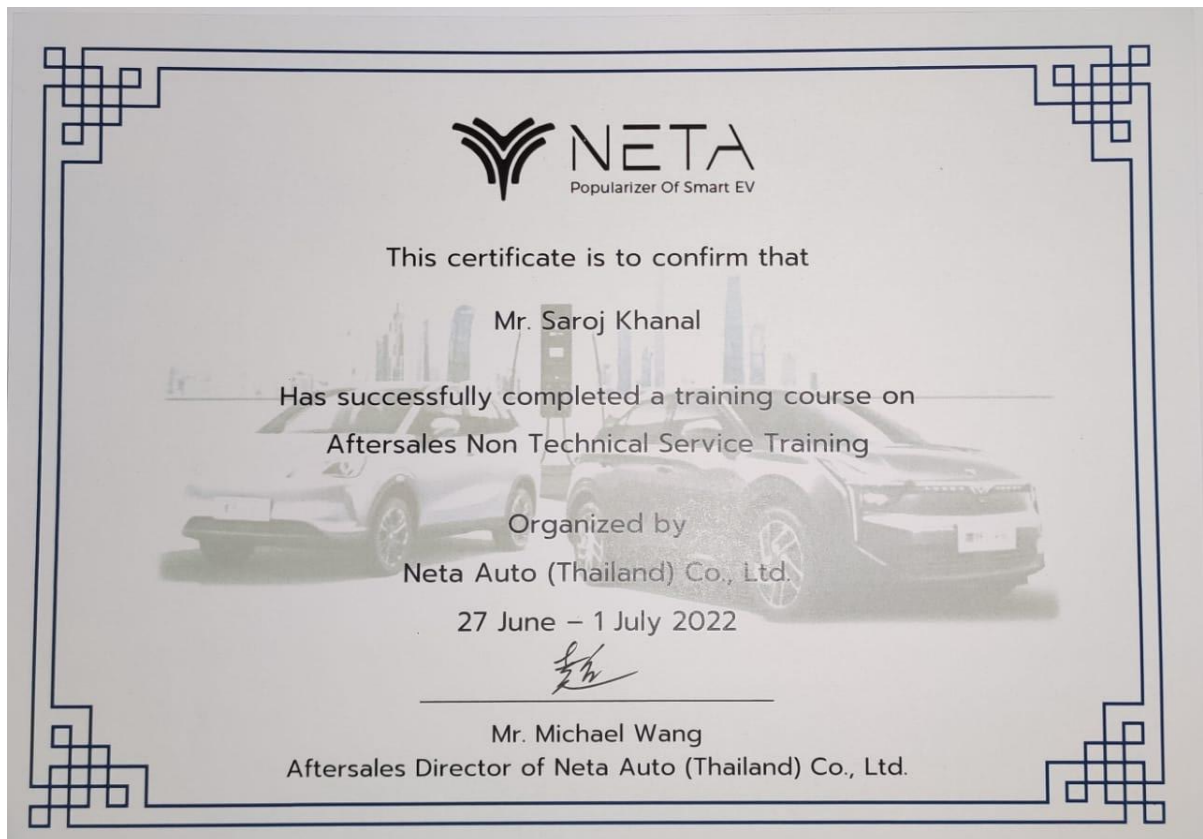 NETA
Popularizer Of Smart EV
This certificate is to confirm that
Mr. Saroj Khanal
Has successfully completed a training course on
Aftersales Non Technical Service Training
Organized by
Neta Auto (Thailand) Co., Ltd.
27 June – 1 July 2022
Mr. Michael Wang
Aftersales Director of Neta Auto (Thailand) Co., Ltd.